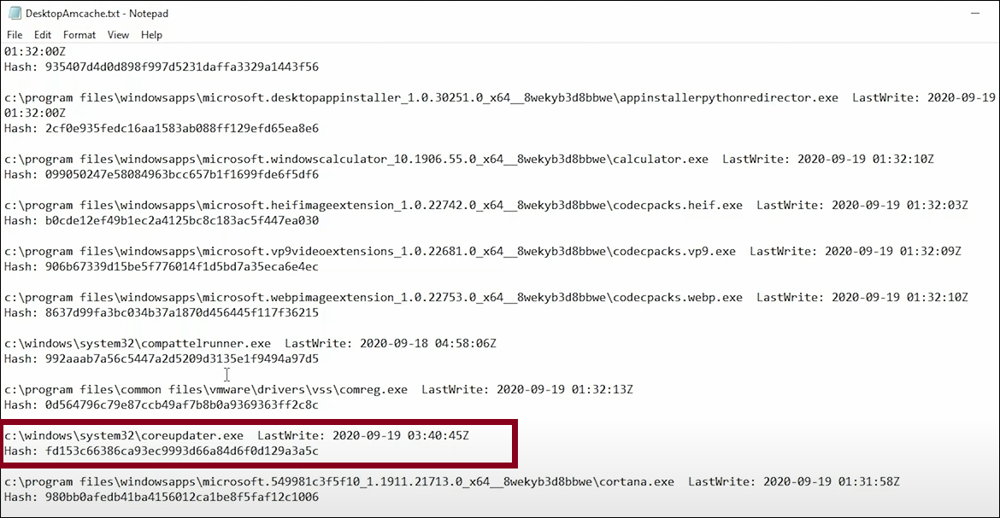 DesktopAmcache.txt - Notepad
File Edit Format View Help
01:32:00Z
Hash: 935407d4d0d898f997d5231daffa3329a1443f56
c:\program files\windowsapps\microsoft.desktopappinstaller_1.0.30251.0_x64__8wekyb3d8bbwe\appinstallerpythonredirector.exe  LastWrite: 2020-09-19
01:32:00Z
Hash: 2cf0e935fedc16aa1583ab088ff129efd65ea8e6
c:\program files\windowsapps\microsoft.windowscalculator_10.1906.55.0_x64__8wekyb3d8bbwe\calculator.exe  LastWrite: 2020-09-19 01:32:10Z
Hash: 099050247e58084963bcc657b1f1699fde6f5df6
c:\program files\windowsapps\microsoft.heifimageextension_1.0.22742.0_x64__8wekyb3d8bbwe\codecpacks.heif.exe  LastWrite: 2020-09-19 01:32:03Z
Hash: b0cde12ef49b1ec2a4125bc8c183ac5f447ea030
c:\program files\windowsapps\microsoft.vp9videoextensions_1.0.22681.0_x64__8wekyb3d8bbwe\codecpacks.vp9.exe  LastWrite: 2020-09-19 01:32:09Z
Hash: 906b67339d15be5f776014f1d5bd7a35eca6e4ec
c:\program files\windowsapps\microsoft.webpimageextension_1.0.22753.0_x64__8wekyb3d8bbwe\codecpacks.webp.exe  LastWrite: 2020-09-19 01:32:10Z
Hash: 8637d99fa3bc034b37a1870d456445f117f36215
c:\windows\system32\compattelrunner.exe  LastWrite: 2020-09-18 04:58:06Z
Hash: 992aaab7a56c5447a2d5209d3135e1f9494a97d5
c:\program files\common files\vmware\drivers\vss\comreg.exe  LastWrite: 2020-09-19 01:32:13Z
Hash: 0d564796c79e87ccb49af7b8b0a9369363ff2c8c
c:\windows\system32\coreupdater.exe  LastWrite: 2020-09-19 03:40:45Z
Hash: fd153c66386ca93ec9993d66a84d6f0d129a3a5c
c:\program files\windowsapps\microsoft.549981c3f5f10_1.1911.21713.0_x64__8wekyb3d8bbwe\cortana.exe  LastWrite: 2020-09-19 01:31:58Z
Hash: 980bb0afedb41ba4156012ca1be8f5faf12c1006